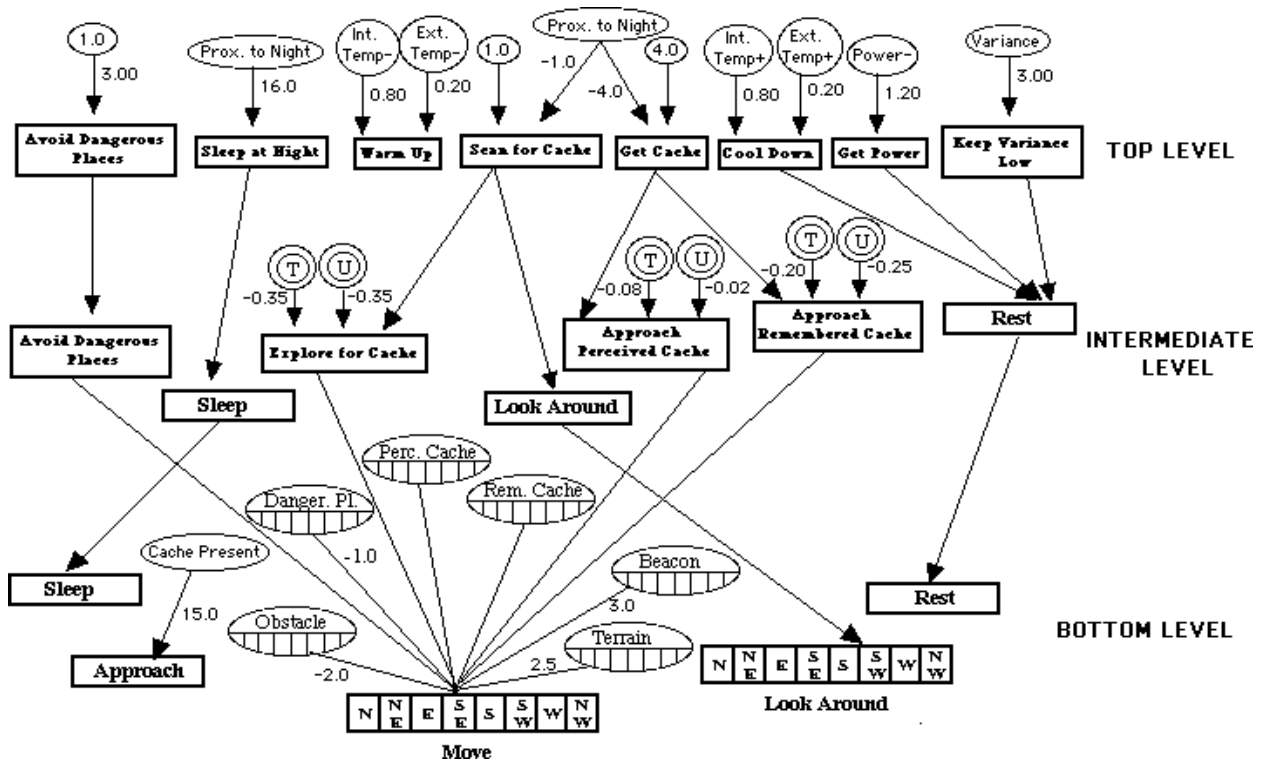 1.0
3.00
Prox. to Night
16.0
Int.
Temp-
0.80
Ext.
Temp-
0.20
1.0
Prox. to Night
-1.0
-4.0
4.0
Int.
Temp+
0.80
Ext.
Temp+
0.20
Power-
1.20
Variance
3.00
Avoid Dangerous
Places
Sleep at Night
Warm Up
Scan for Cache
Get Cache
Cool Down
Get Power
Keep Variance
Low
TOP LEVEL
T
U
-0.35
-0.35
T
U
-0.08
-0.02
T
U
-0.20
-0.25
Avoid Dangerous
Places
Explore for Cache
Approach
Perceived Cache
Approach
Remembered Cache
Rest
INTERMEDIATE
LEVEL
Sleep
Look Around
Perc. Cache
Danger. Pl.
-1.0
Rem. Cache
Cache Present
15.0
Beacon
3.0
Sleep
Rest
Obstacle
-2.0
Terrain
2.5
BOTTOM LEVEL
Approach
N NE E SE S SW W NW
Look Around
N NE E SE S SW W NW
Move